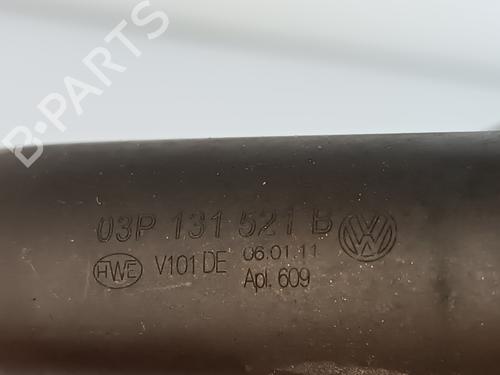 B-PARTS
03P 131 521 B
HWE V101 DE 06.01.11
Apl. 609